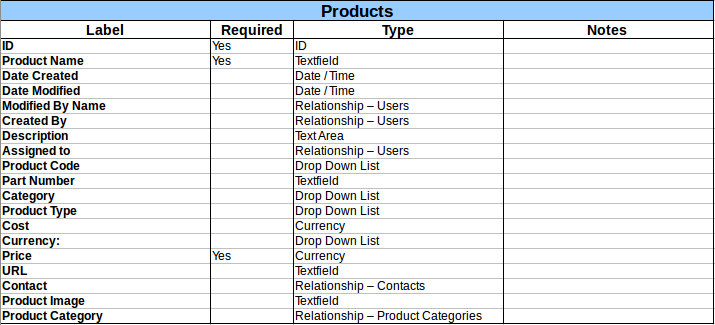 Products
Label Required Type Notes
ID Yes ID
Product Name Yes Textfield
Date Created Date / Time
Date Modified Date / Time
Modified By Name Relationship – Users
Created By Relationship – Users
Description Text Area
Assigned to Relationship – Users
Product Code Drop Down List
Part Number Textfield
Category Drop Down List
Product Type Drop Down List
Cost Currency
Currency: Drop Down List
Price Yes Currency
URL Textfield
Contact Relationship – Contacts
Product Image Textfield
Product Category Relationship – Product Categories